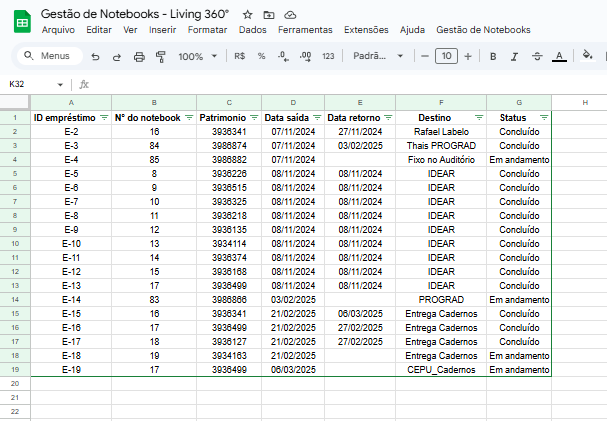 Gestão de Notebooks - Living 360°
Arquivo Editar Ver Inserir Formatar Dados Ferramentas Extensões Ajuda Gestão de Notebooks
Menus 100% R$ % .0 .00 123 Padrã... 10 B I A
K32 fx
A B C D E F G H
1 ID empréstimo N° do notebook Patrimonio Data saída Data retorno Destino Status
2 E-2 16 3936341 07/11/2024 27/11/2024 Rafael Labelo Concluído
3 E-3 84 3986874 07/11/2024 03/02/2025 Thais PROGRAD Concluído
4 E-4 85 3986882 07/11/2024 Fixo no Auditório Em andamento
5 E-5 8 3936226 08/11/2024 08/11/2024 IDEAR Concluído
6 E-6 9 3936515 08/11/2024 08/11/2024 IDEAR Concluído
7 E-7 10 3936325 08/11/2024 08/11/2024 IDEAR Concluído
8 E-8 11 3936218 08/11/2024 08/11/2024 IDEAR Concluído
9 E-9 12 3936135 08/11/2024 08/11/2024 IDEAR Concluído
10 E-10 13 3934114 08/11/2024 08/11/2024 IDEAR Concluído
11 E-11 14 3936374 08/11/2024 08/11/2024 IDEAR Concluído
12 E-12 15 3936168 08/11/2024 08/11/2024 IDEAR Concluído
13 E-13 17 3936499 08/11/2024 08/11/2024 IDEAR Concluído
14 E-14 83 3986866 03/02/2025 PROGRAD Em andamento
15 E-15 16 3936341 21/02/2025 06/03/2025 Entrega Cadernos Concluído
16 E-16 17 3936499 21/02/2025 27/02/2025 Entrega Cadernos Concluído
17 E-17 18 3936127 21/02/2025 27/02/2025 Entrega Cadernos Concluído
18 E-18 19 3934163 21/02/2025 Entrega Cadernos Em andamento
19 E-19 17 3936499 06/03/2025 CEPU_Cadernos Em andamento
20
21
22